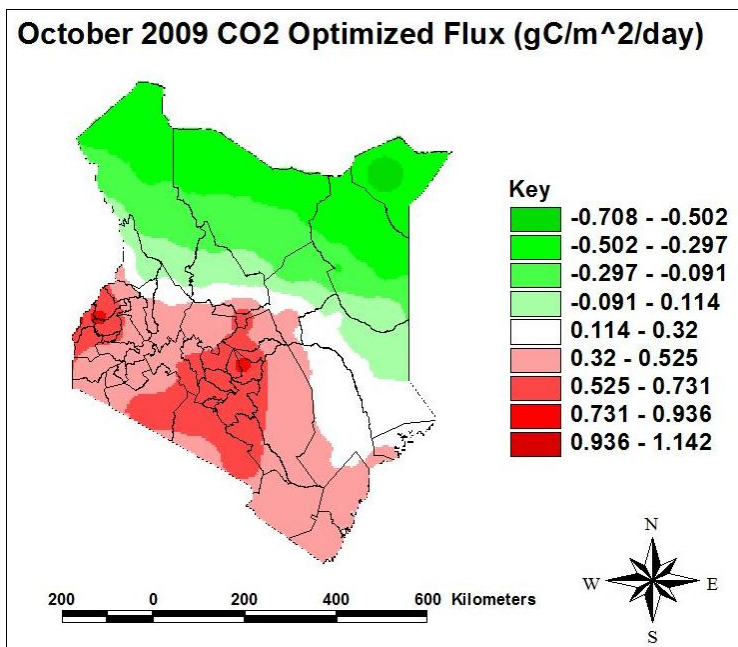 October 2009 CO2 Optimized Flux (gC/m^2/day)
Key
-0.708 - -0.502
-0.502 - -0.297
-0.297 - -0.091
-0.091 - 0.114
0.114 - 0.32
0.32 - 0.525
0.525 - 0.731
0.731 - 0.936
0.936 - 1.142
N
W E
S
200 0 200 400 600 Kilometers